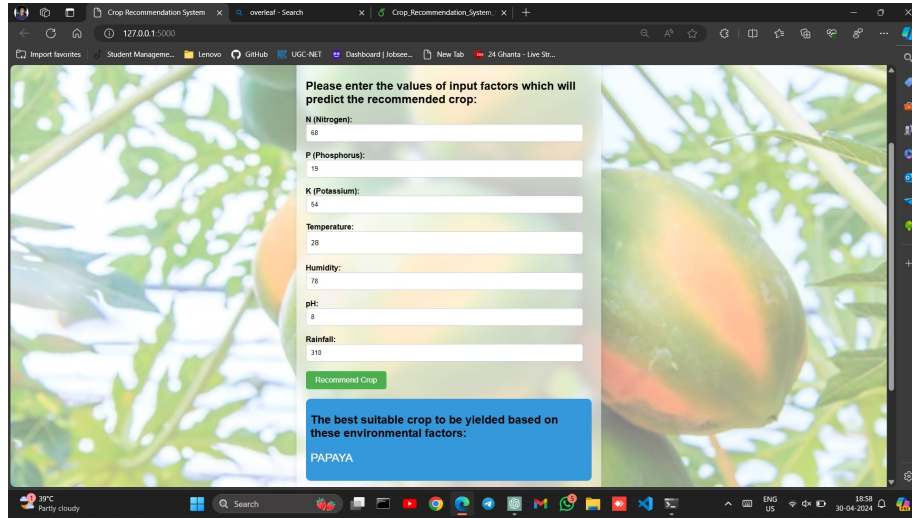 Crop Recommendation System
overleaf - Search
Crop_Recommendation_System_
127.0.0.1:5000
Import favorites
Student Manageme...
Lenovo
GitHub
UGC-NET
Dashboard | Jobsee...
New Tab
24 Ghanta - Live Str...
Please enter the values of input factors which will
predict the recommended crop:
N (Nitrogen):
68
P (Phosphorus):
19
K (Potassium):
54
Temperature:
28
Humidity:
78
pH:
8
Rainfall:
310
Recommend Crop
The best suitable crop to be yielded based on
these environmental factors:
PAPAYA
39°C
Partly cloudy
Search
ENG
US
18:58
30-04-2024